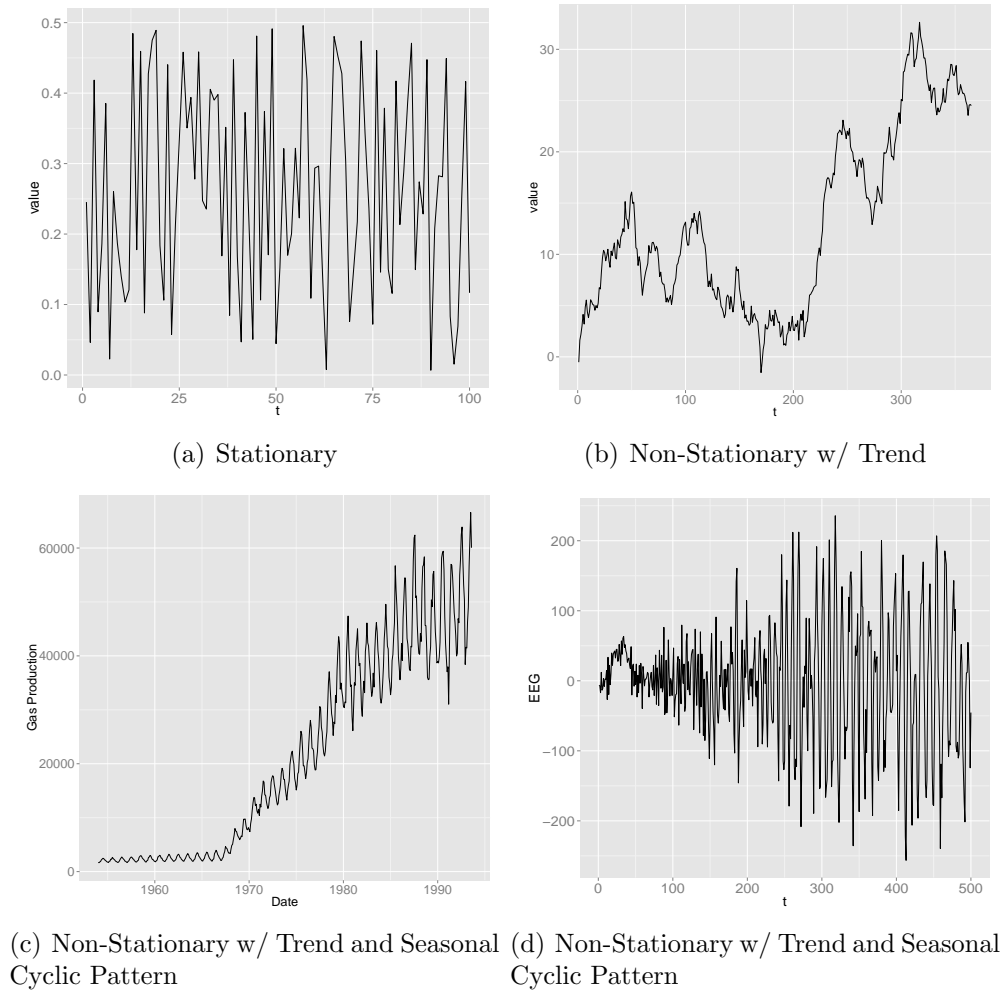 0.5
0.4
0.3
0.2
0.1
0.0
value
0 25 50 75 100
t
(a) Stationary
30
20
10
0
value
0 100 200 300
t
(b) Non-Stationary w/ Trend
60000
40000
20000
0
Gas Production
1960 1970 1980 1990
Date
(c) Non-Stationary w/ Trend and Seasonal
Cyclic Pattern
200
100
0
−100
−200
EEG
0 100 200 300 400 500
t
(d) Non-Stationary w/ Trend and Seasonal
Cyclic Pattern